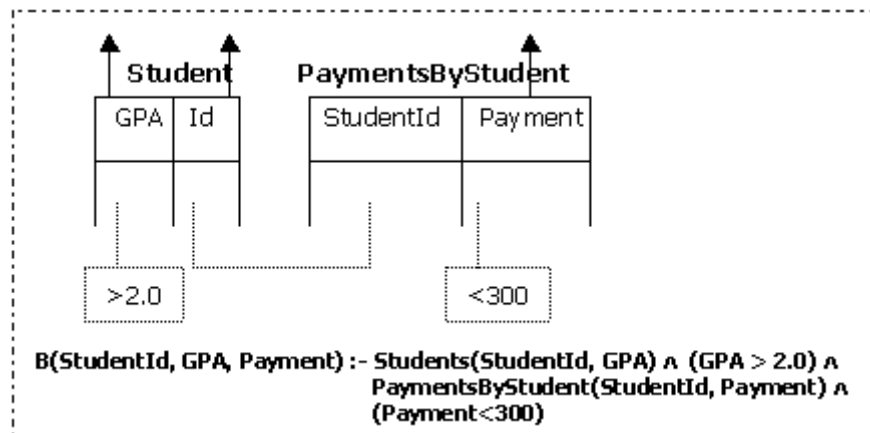 Student PaymentsByStudent
GPA Id StudentId Payment
>2.0 <300
B(StudentId, GPA, Payment) :- Students(StudentId, GPA) ∧ (GPA > 2.0) ∧
PaymentsByStudent(StudentId, Payment) ∧
(Payment<300)